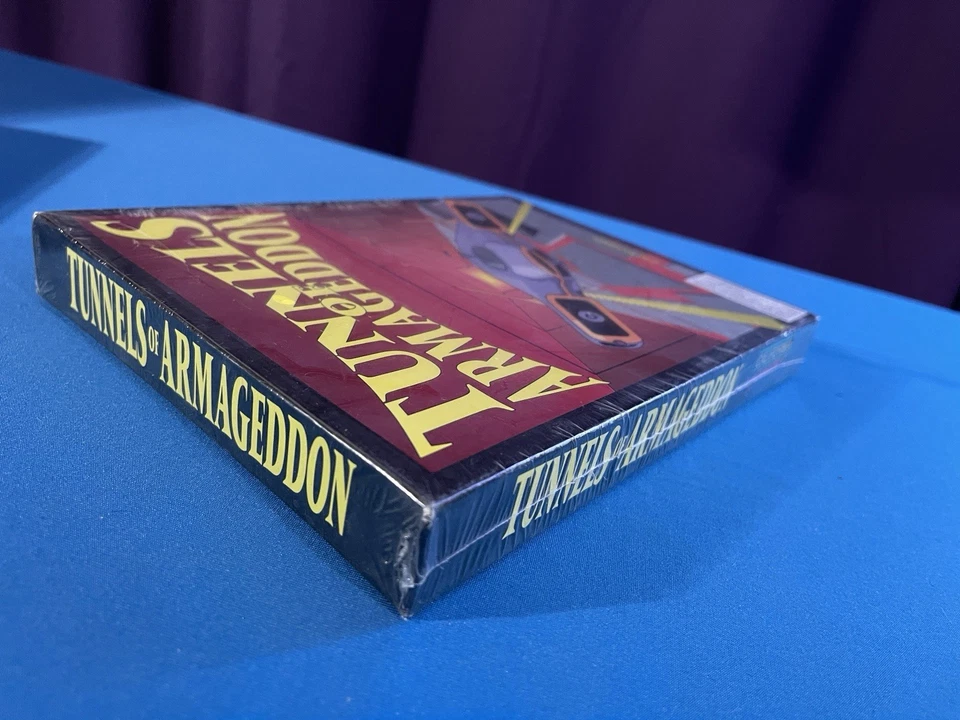 TUNNELS
OF
ARMAGEDDON
TUNNELS OF ARMAGEDDON
TUNNELS OF ARMAGEDDON